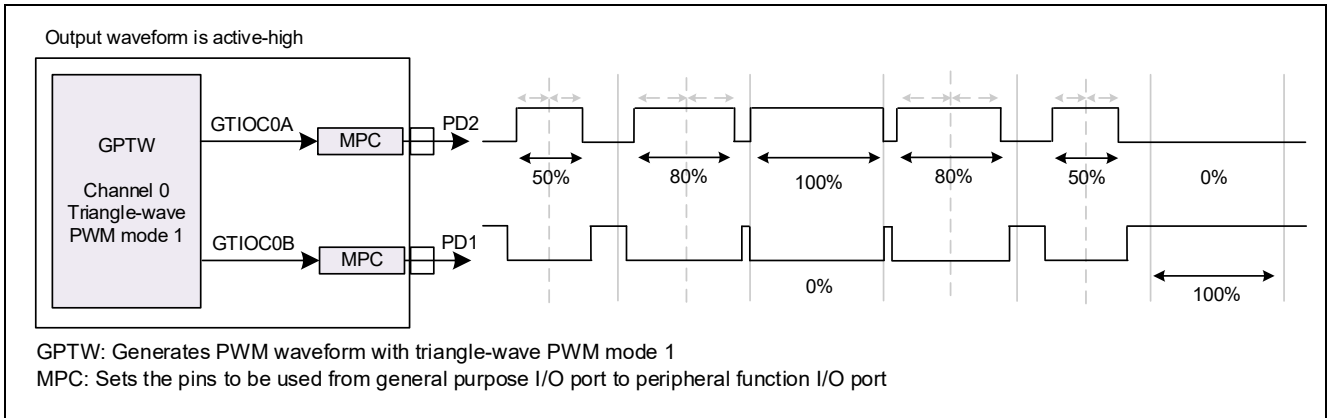 Output waveform is active-high
GPTW
Channel 0
Triangle-wave
PWM mode 1
GTIOC0A
MPC
PD2
GTIOC0B
MPC
PD1
50%
80%
100%
80%
50%
0%
0%
100%
GPTW: Generates PWM waveform with triangle-wave PWM mode 1
MPC: Sets the pins to be used from general purpose I/O port to peripheral function I/O port